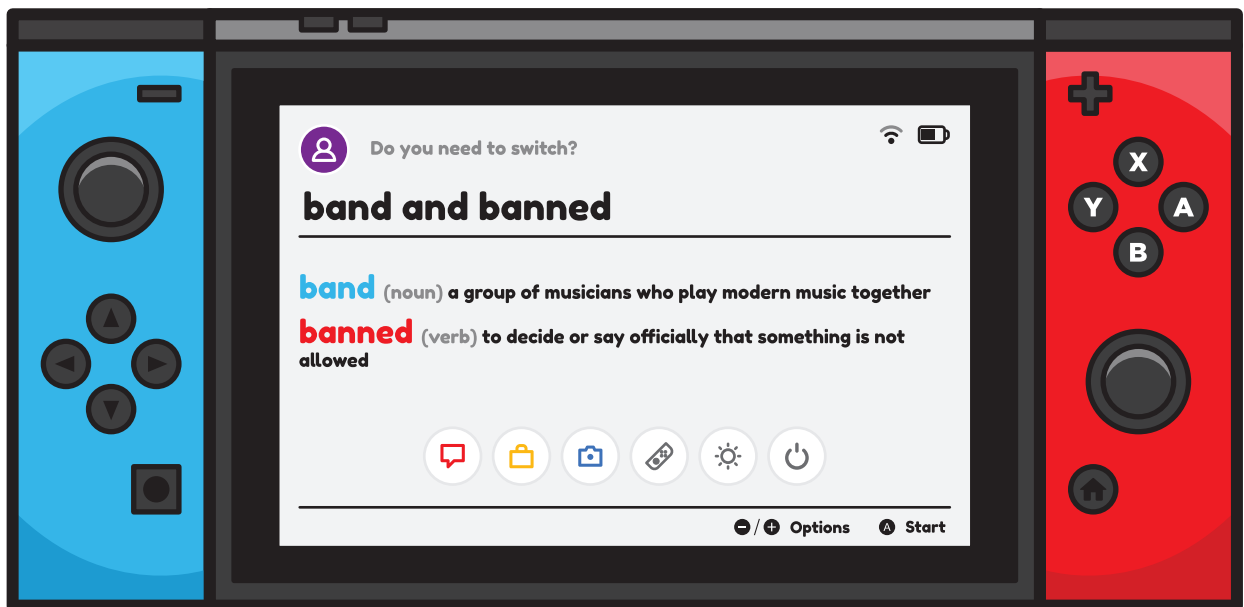 Do you need to switch?
band and banned
band (noun) a group of musicians who play modern music together
banned (verb) to decide or say officially that something is not
allowed
X
Y A
B
Options A Start